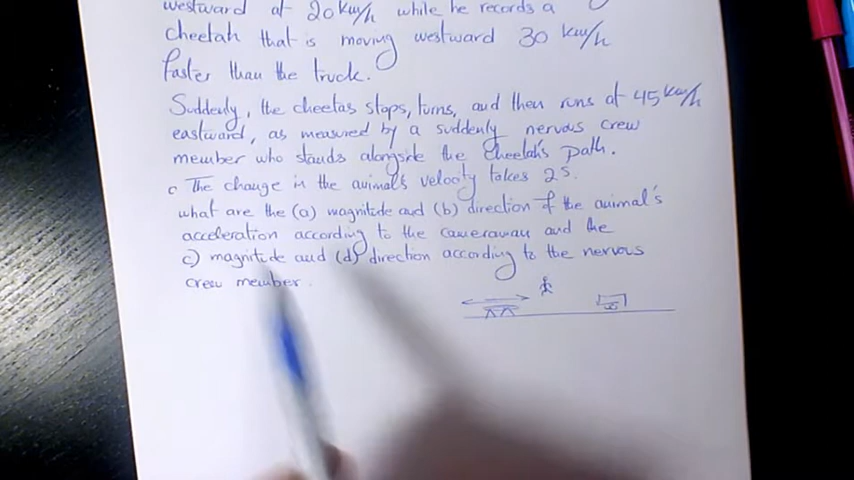 westward at 20 km/h while he records a
cheetah that is moving westward 30 km/h
faster than the truck.
Suddenly, the cheetas stops, turns, and then runs at 45 km/h
eastward, as measured by a suddenly nervous crew
member who stands alongside the cheetah's path.
The change in the animal's velocity takes 2s.
what are the (a) magnitude and (b) direction of the animal's
acceleration according to the cameraman and the
c) magnitude and (d) direction according to the nervous
crew member.